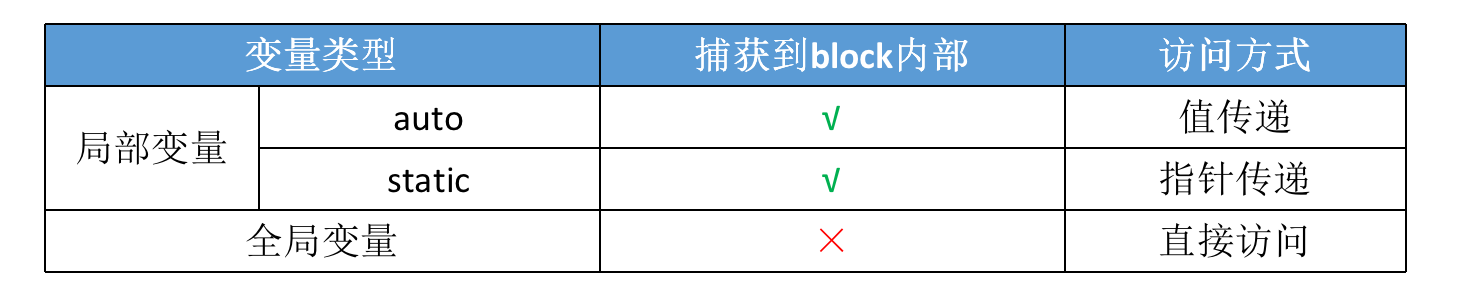 变量类型 捕获到block内部 访问方式
局部变量 auto √ 值传递
static √ 指针传递
全局变量 × 直接访问